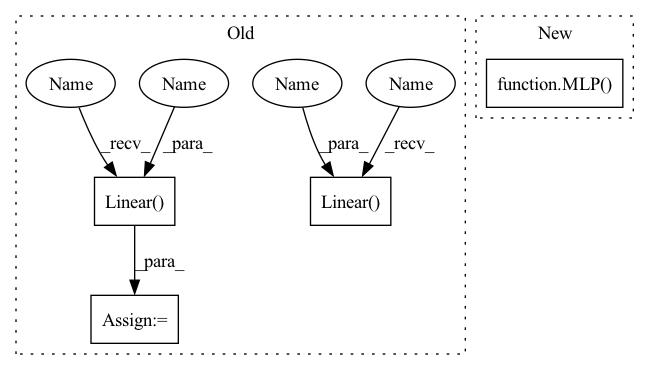 Old
New
Name
Name
Name
Name
function.MLP()
_recv_
_para_
_para_
_recv_
Linear()
Linear()
_para_
Assign:=